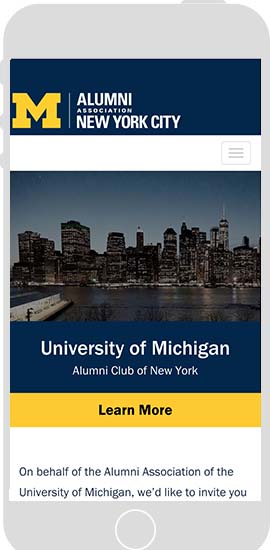 M
ALUMNI
ASSOCIATION
NEW YORK CITY
University of Michigan
Alumni Club of New York
Learn More
On behalf of the Alumni Association of the
University of Michigan, we'd like to invite you